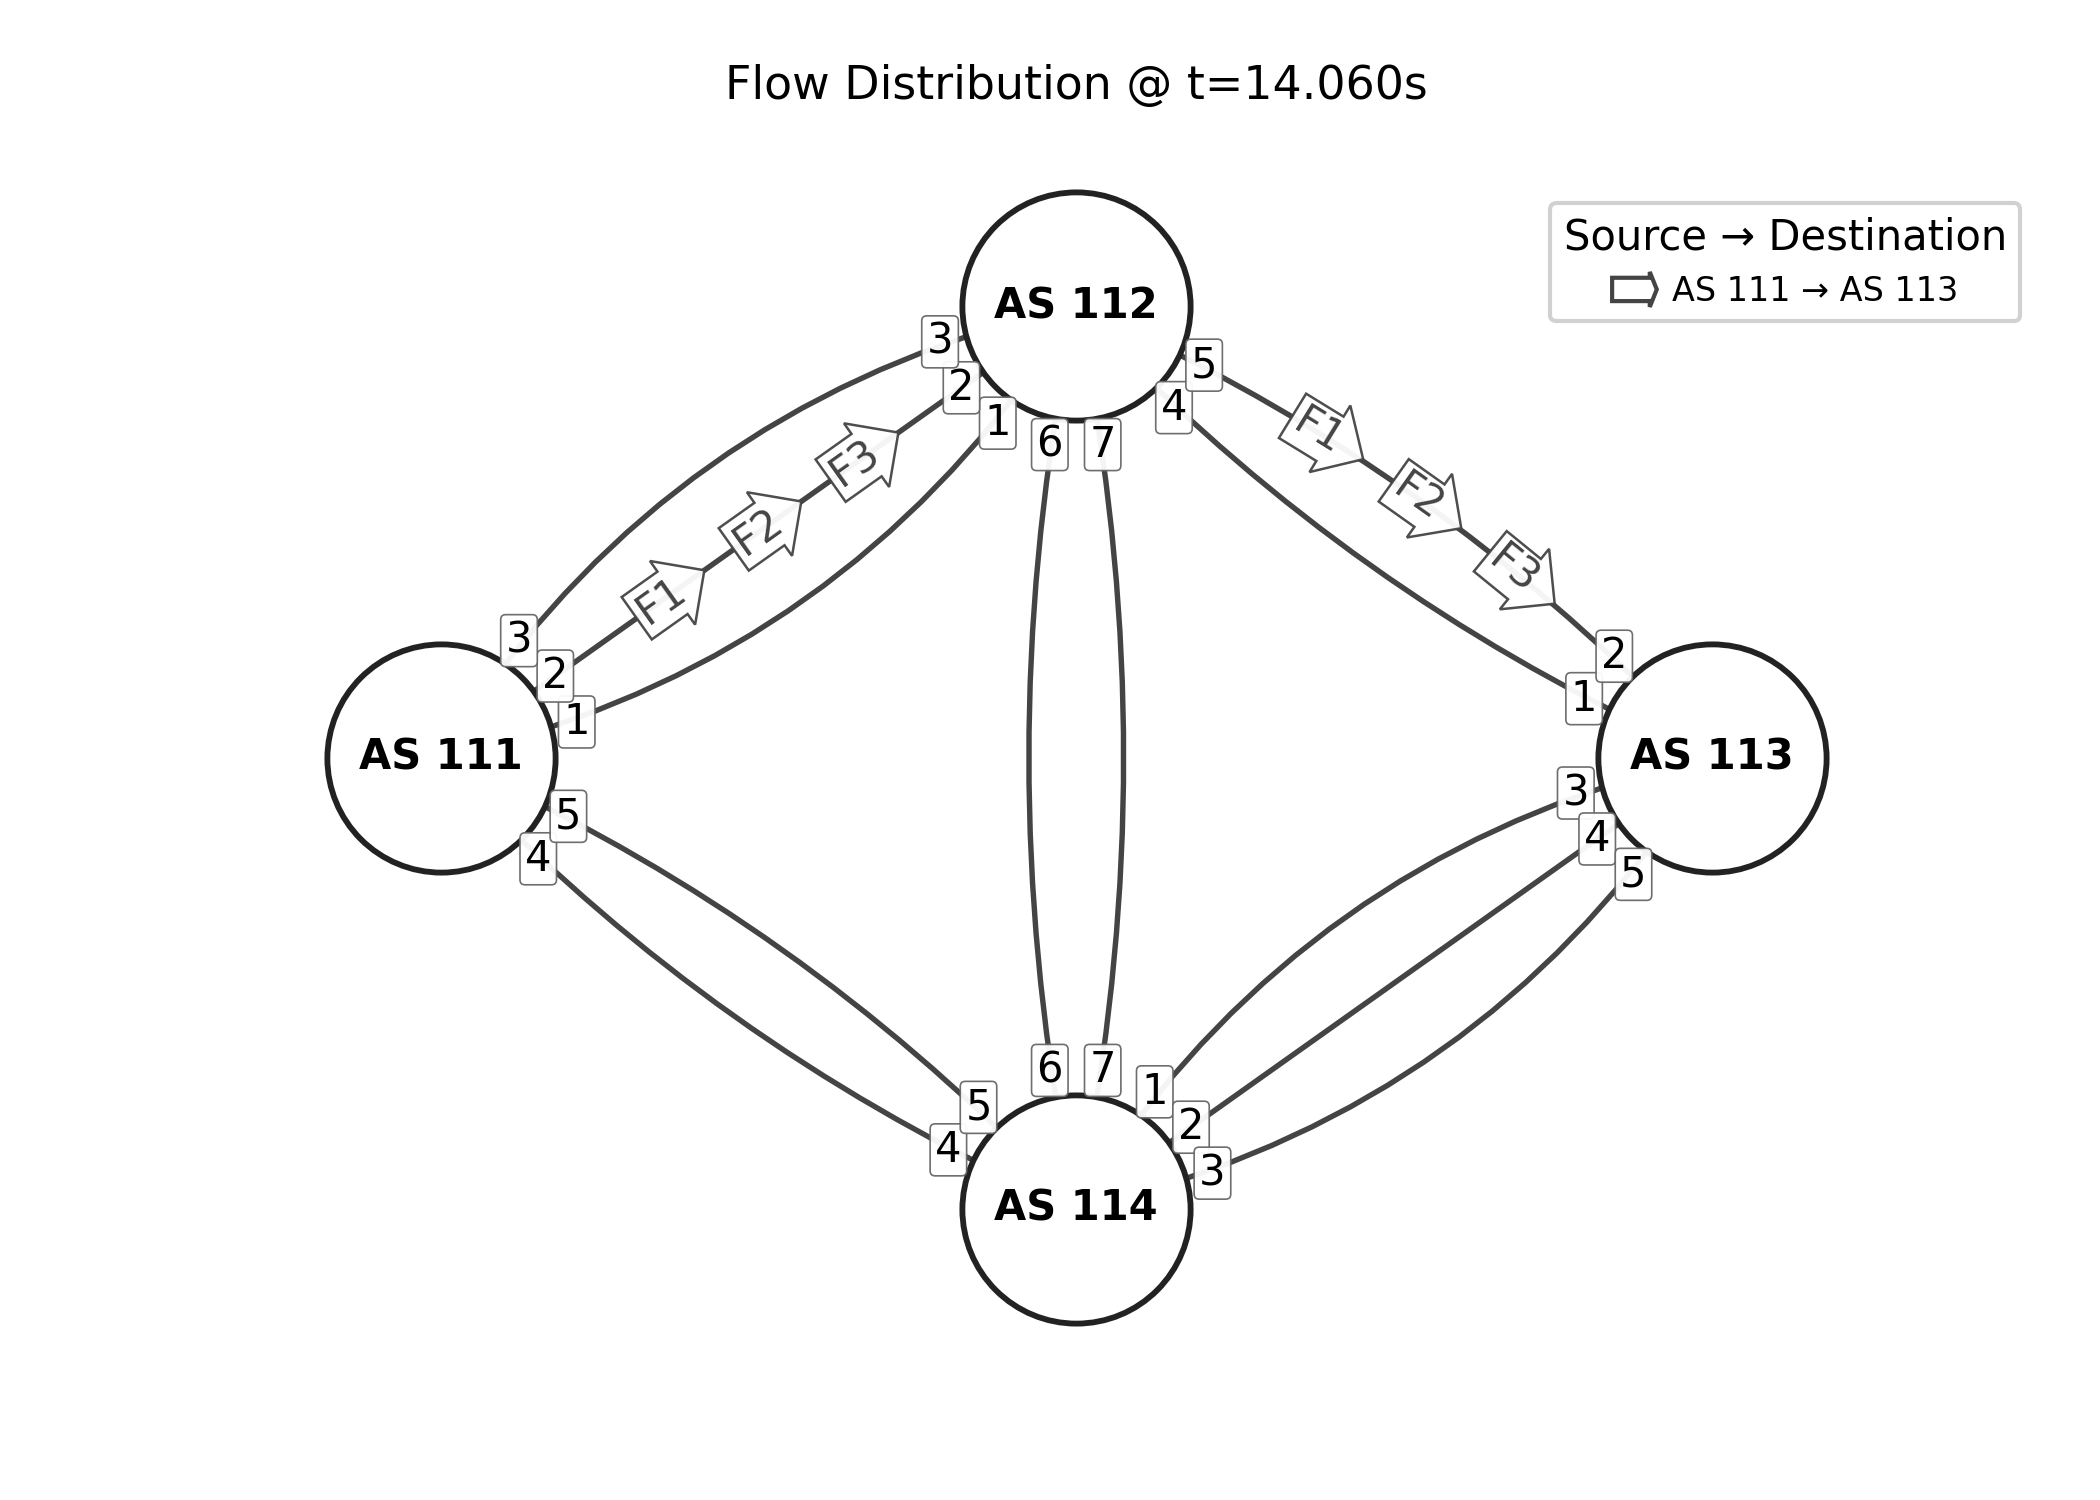 Flow Distribution @ t=14.060s
Source → Destination
AS 111 → AS 113
AS 112
3
2
1
6
7
4
5
F1
F2
F3
F3
F2
F1
3
2
1
AS 111
5
4
2
1
AS 113
3
4
5
6
7
5
4
1
2
3
AS 114